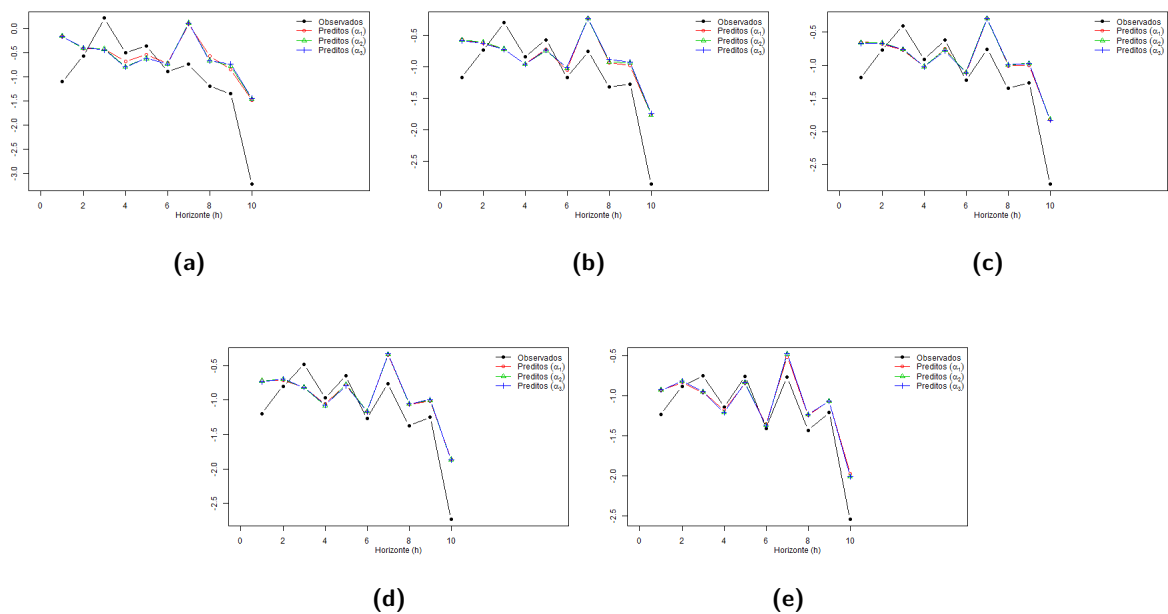 Observados
Preditos (α₁)
Preditos (α₂)
Preditos (α₃)
0.0
-0.5
-1.0
-1.5
-2.0
-2.5
-3.0
0 2 4 6 8 10
Horizonte (h)
(a)
Observados
Preditos (α₁)
Preditos (α₂)
Preditos (α₃)
-0.5
-1.0
-1.5
-2.0
-2.5
0 2 4 6 8 10
Horizonte (h)
(b)
Observados
Preditos (α₁)
Preditos (α₂)
Preditos (α₃)
-0.5
-1.0
-1.5
-2.0
-2.5
0 2 4 6 8 10
Horizonte (h)
(c)
Observados
Preditos (α₁)
Preditos (α₂)
Preditos (α₃)
-0.5
-1.0
-1.5
-2.0
-2.5
0 2 4 6 8 10
Horizonte (h)
(d)
Observados
Preditos (α₁)
Preditos (α₂)
Preditos (α₃)
-0.5
-1.0
-1.5
-2.0
-2.5
0 2 4 6 8 10
Horizonte (h)
(e)